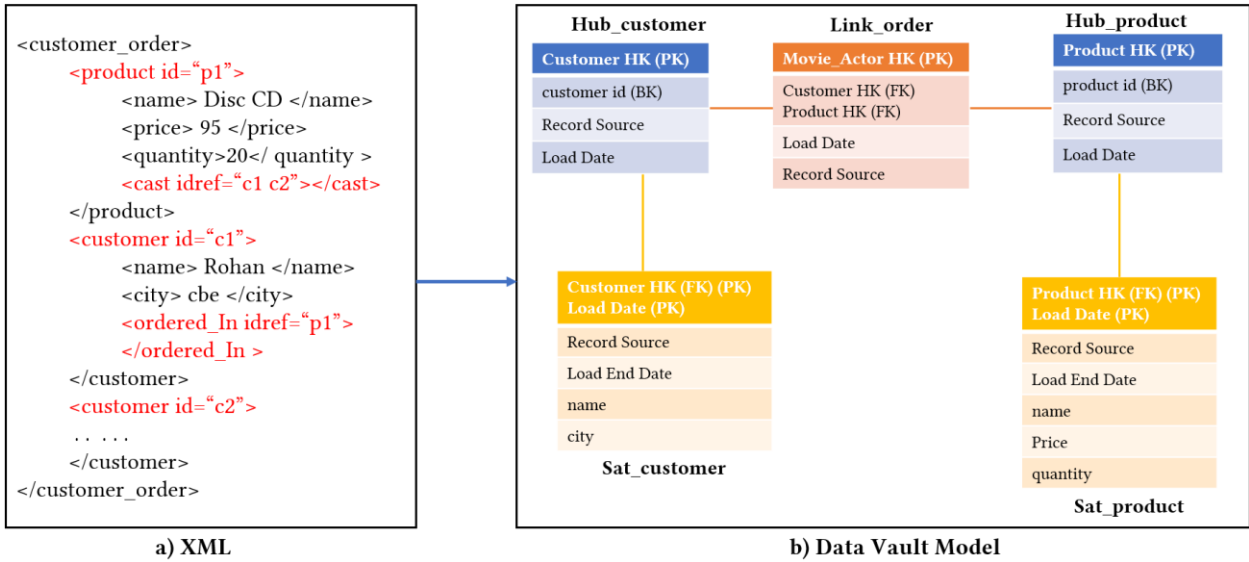 <customer_order>
<product id=“p1”>
<name> Disc CD </name>
<price> 95 </price>
<quantity>20</ quantity >
<cast idref=“c1 c2”></cast>
</product>
<customer id=“c1”>
<name> Rohan </name>
<city> cbe </city>
<ordered_In idref=“p1”>
</ordered_In >
</customer>
<customer id=“c2”>
. . . . .
</customer>
</customer_order>
a) XML
Hub_customer
Customer HK (PK)
customer id (BK)
Record Source
Load Date
Link_order
Movie_Actor HK (PK)
Customer HK (FK)
Product HK (FK)
Load Date
Record Source
Hub_product
Product HK (PK)
product id (BK)
Record Source
Load Date
Customer HK (FK) (PK)
Load Date (PK)
Record Source
Load End Date
name
city
Sat_customer
Product HK (FK) (PK)
Load Date (PK)
Record Source
Load End Date
name
Price
quantity
Sat_product
b) Data Vault Model